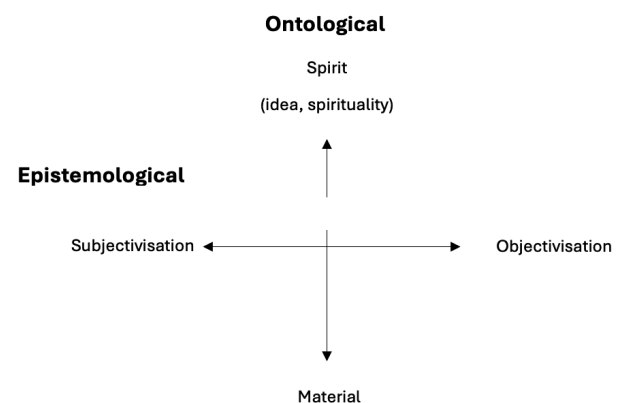 Ontological
Spirit
(idea, spirituality)
Epistemological
Subjectivisation
Objectivisation
Material